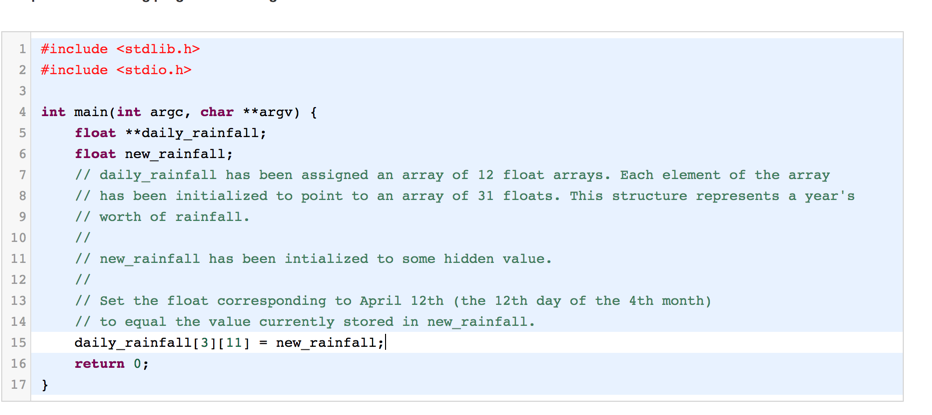 1 #include <stdlib.h>
2 #include <stdio.h>
3
4 int main(int argc, char **argv) {
5     float **daily_rainfall;
6     float new_rainfall;
7     // daily_rainfall has been assigned an array of 12 float arrays. Each element of the array
8     // has been initialized to point to an array of 31 floats. This structure represents a year's
9     // worth of rainfall.
10     //
11     // new_rainfall has been intialized to some hidden value.
12     //
13     // Set the float corresponding to April 12th (the 12th day of the 4th month)
14     // to equal the value currently stored in new_rainfall.
15     daily_rainfall[3][11] = new_rainfall;
16     return 0;
17 }